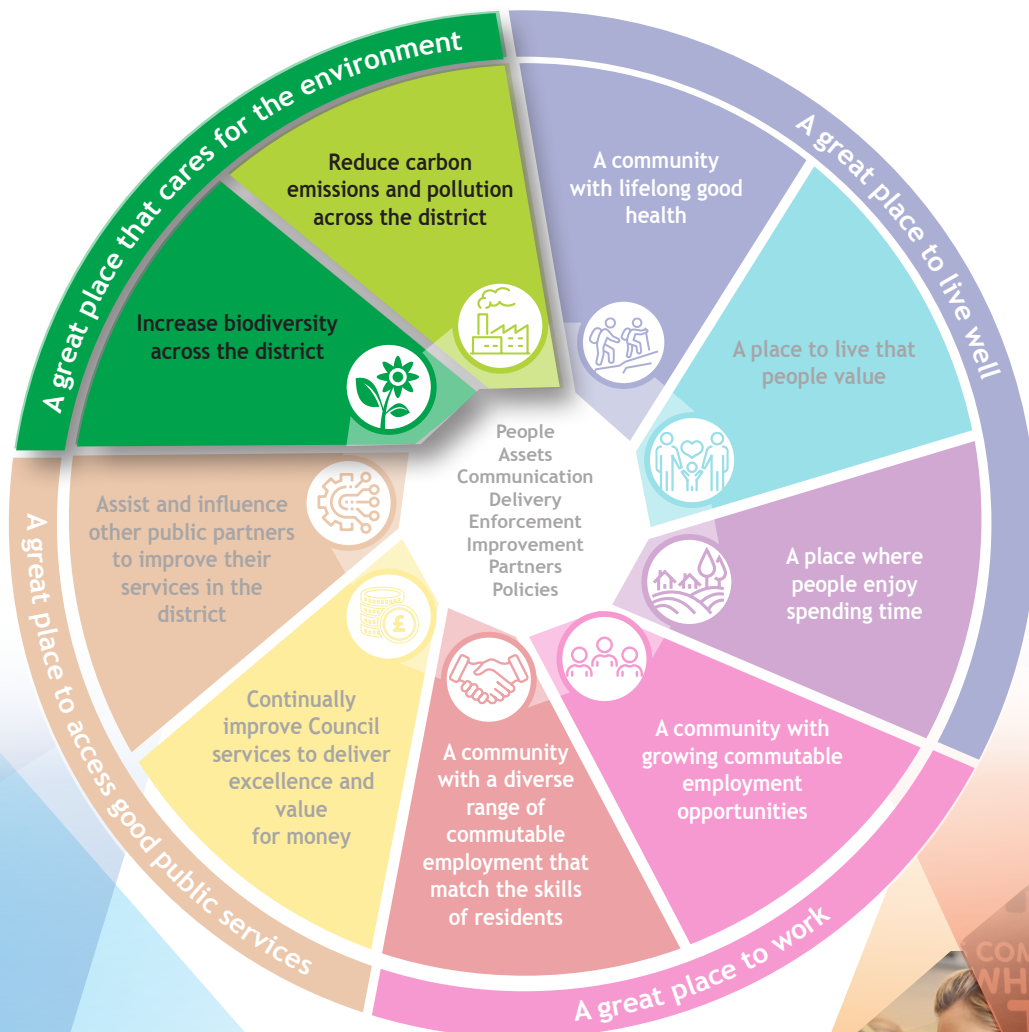 A great place that cares for the environment
Reduce carbon
emissions and pollution
across the district
Increase biodiversity
across the district
A great place to live well
A community
with lifelong good
health
A place to live that
people value
A place where
people enjoy
spending time
A great place to work
A community with
growing commutable
employment
opportunities
A community
with a diverse
range of
commutable
employment that
match the skills
of residents
A great place to access good public services
Continually
improve Council
services to deliver
excellence and
value
for money
£
Assist and influence
other public partners
to improve their
services in the
district
People
Assets
Communication
Delivery
Enforcement
Improvement
Partners
Policies